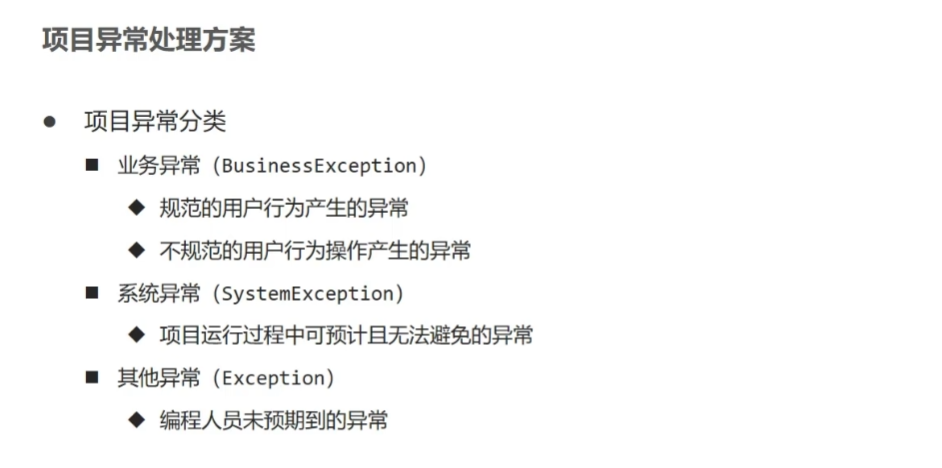 项目异常处理方案
项目异常分类
业务异常（BusinessException）
规范的用户行为产生的异常
不规范的用户行为操作产生的异常
系统异常（SystemException）
项目运行过程中可预计且无法避免的异常
其他异常（Exception）
编程人员未预期到的异常